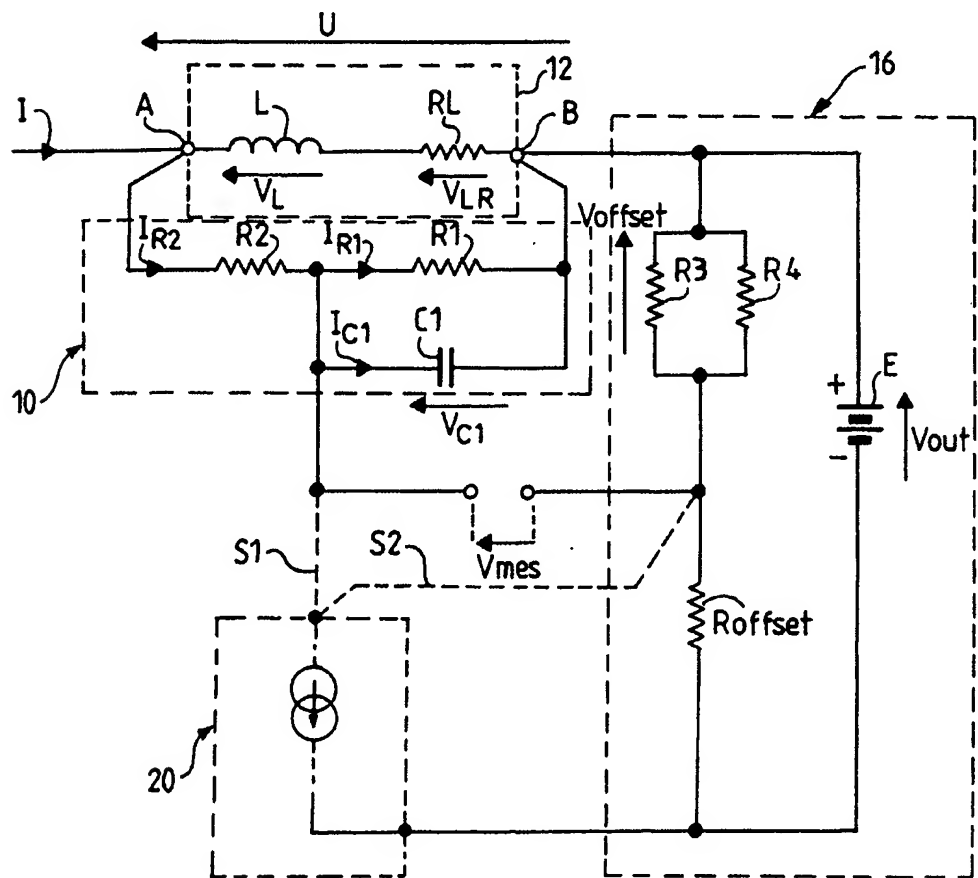 U
12
16
I
A
L
RL
B
VL
VLR
Voffset
IR2
R2
IR1
R1
R3
R4
IC1
C1
10
VC1
+
E
-
Vout
S1
S2
Vmes
Roffset
20